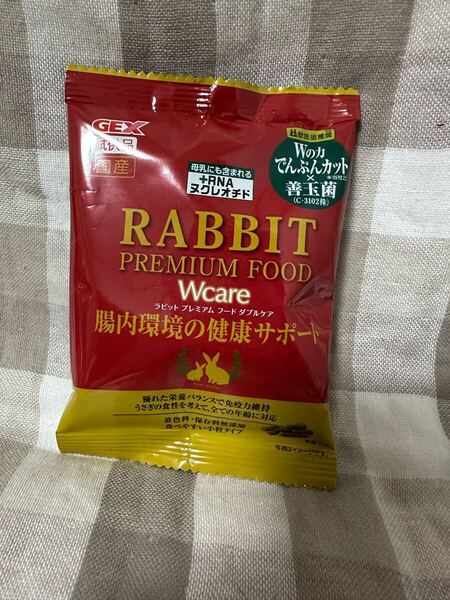 GEX
試供品
国産
母乳にも含まれる
+RNA
ヌクレオチド
獣医師推奨
Wの力
でんぷんカット
×
善玉菌
(C-3102株)
RABBIT
PREMIUM FOOD
Wcare
ラビット プレミアム フード ダブルケア
腸内環境の健康サポート
優れた栄養バランスで免疫力維持
うさぎの食性を考えて、全ての年齢に対応
着色料・保存料無添加
食べやすい小粒タイプ
写真はイメージです。